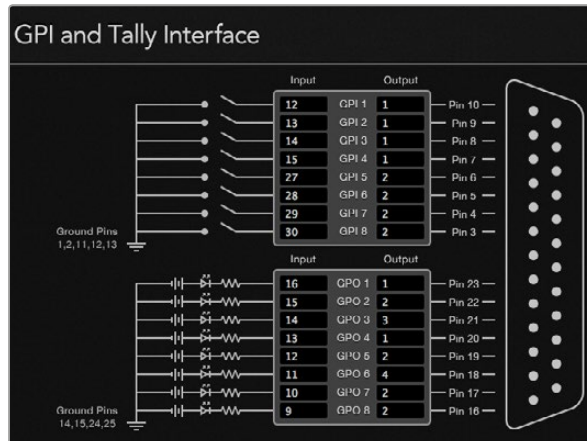 GPI and Tally Interface
Input Output
12 GPI 1 1 Pin 10
13 GPI 2 1 Pin 9
14 GPI 3 1 Pin 8
15 GPI 4 1 Pin 7
27 GPI 5 2 Pin 6
28 GPI 6 2 Pin 5
29 GPI 7 2 Pin 4
30 GPI 8 2 Pin 3
Ground Pins
1,2,11,12,13
Input Output
16 GPO 1 1 Pin 23
15 GPO 2 2 Pin 22
14 GPO 3 3 Pin 21
13 GPO 4 1 Pin 20
12 GPO 5 2 Pin 19
11 GPO 6 4 Pin 18
10 GPO 7 2 Pin 17
9 GPO 8 2 Pin 16
Ground Pins
14,15,24,25